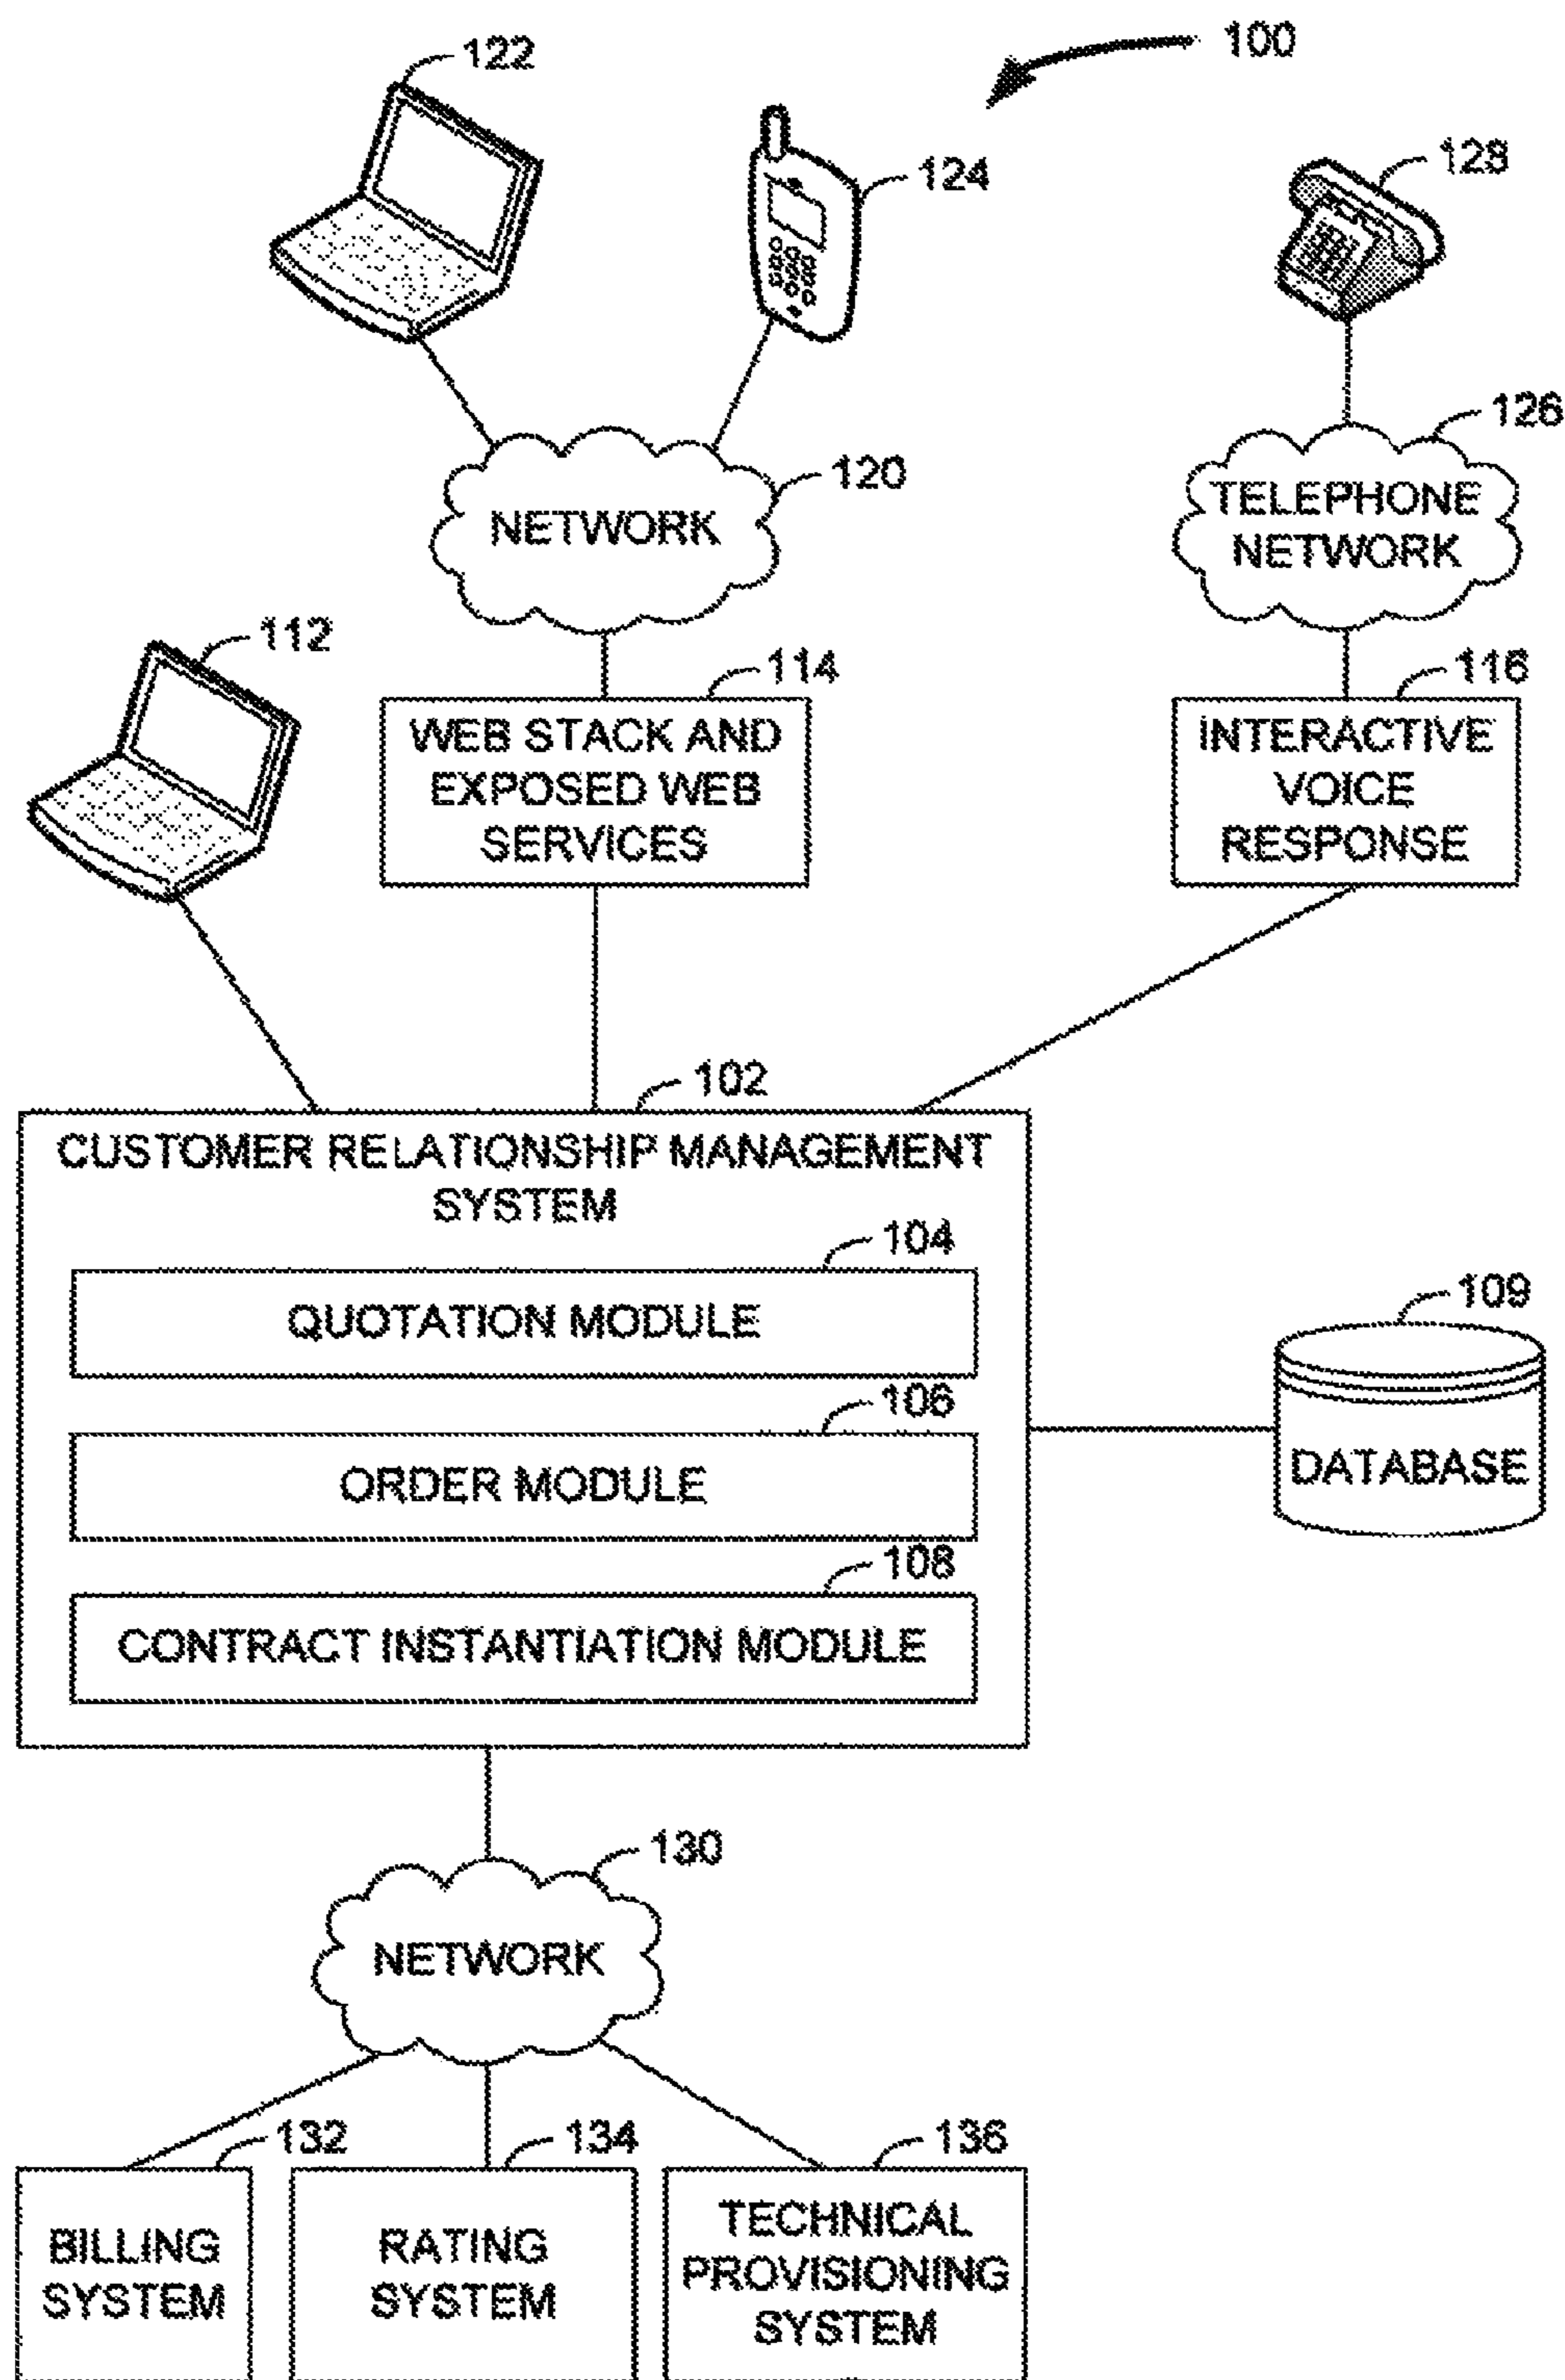 100
122
124
128
126
120
NETWORK
TELEPHONE
NETWORK
112
114
116
WEB STACK AND
EXPOSED WEB
SERVICES
INTERACTIVE
VOICE
RESPONSE
102
CUSTOMER RELATIONSHIP MANAGEMENT
SYSTEM
104
QUOTATION MODULE
109
DATABASE
106
ORDER MODULE
108
CONTRACT INSTANTIATION MODULE
130
NETWORK
132
134
136
BILLING
SYSTEM
RATING
SYSTEM
TECHNICAL
PROVISIONING
SYSTEM